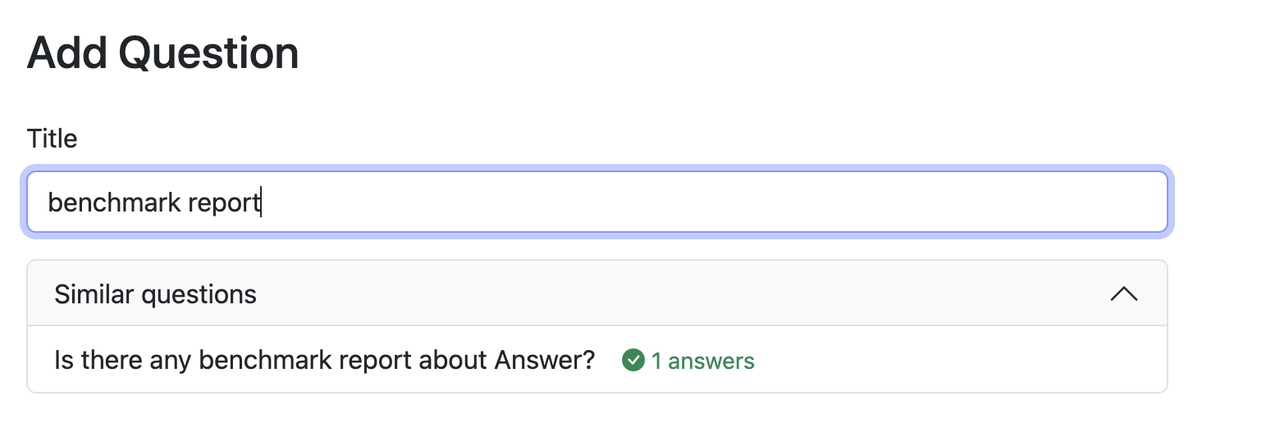 Add Question
Title
benchmark report
Similar questions
Is there any benchmark report about Answer? 1 answers